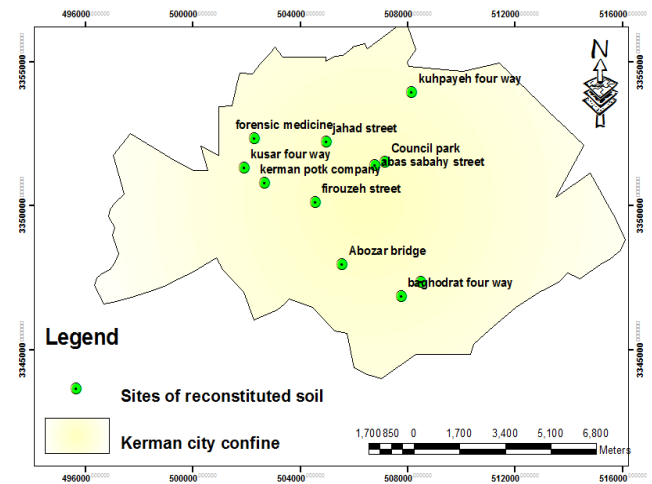 496000 500000 504000 508000 512000 516000
N
3355000 3355000
kuhpayeh four way
forensic medicine
jahad street
Council park
kusar four way
abas sabahy street
kerman potk company
firouzeh street
3350000 3350000
Abozar bridge
baghodrat four way
Legend
3345000 3345000
Sites of reconstituted soil
Kerman city confine
1,700 850 0 1,700 3,400 5,100 6,800
Meters
496000 500000 504000 508000 512000 516000